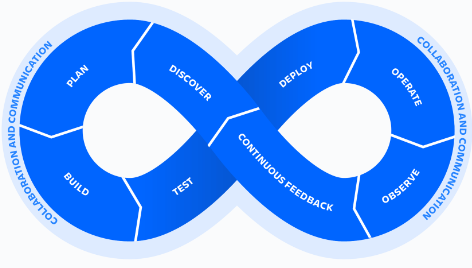 COLLABORATION AND COMMUNICATION
PLAN
DISCOVER
DEPLOY
OPERATE
COLLABORATION AND COMMUNICATION
BUILD
TEST
CONTINUOUS FEEDBACK
OBSERVE